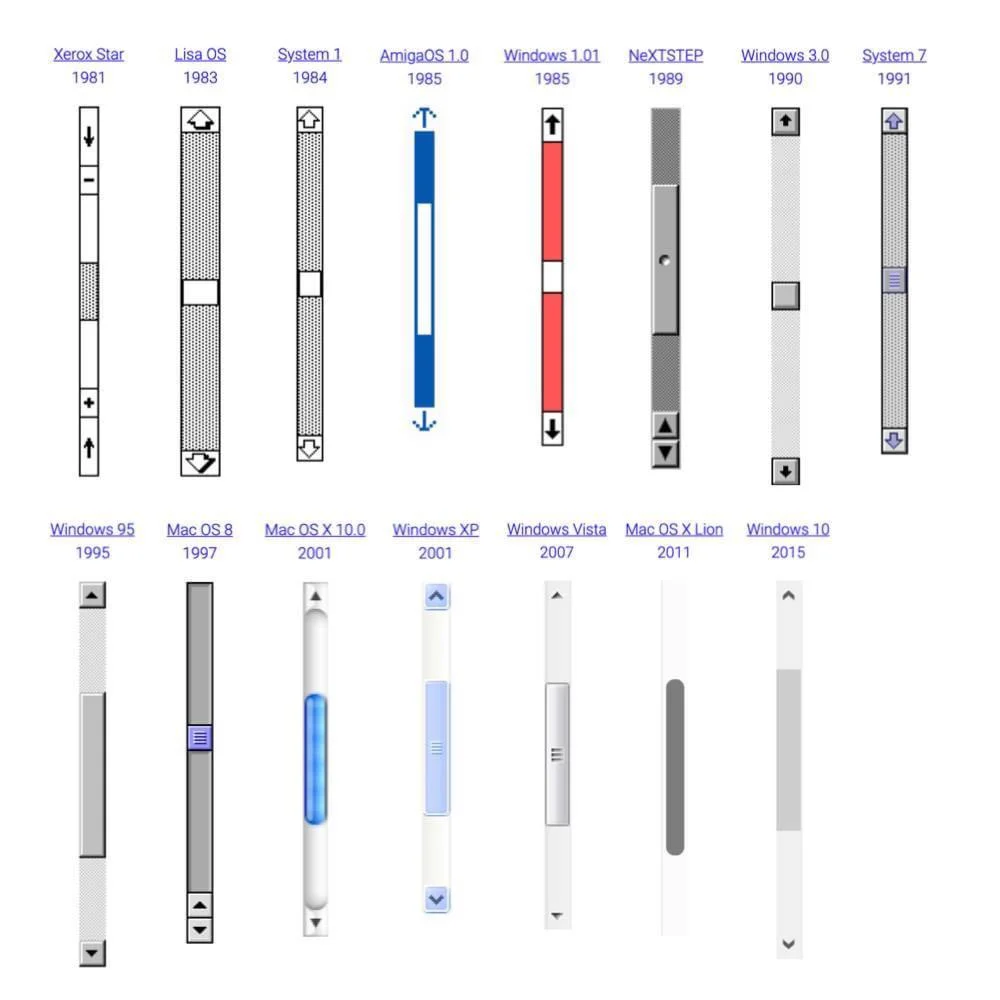 Xerox Star Lisa OS System 1 AmigaOS 1.0 Windows 1.01 NeXTSTEP Windows 3.0 System 7
1981 1983 1984 1985 1985 1989 1990 1991
Windows 95 Mac OS 8 Mac OS X 10.0 Windows XP Windows Vista Mac OS X Lion Windows 10
1995 1997 2001 2001 2007 2011 2015